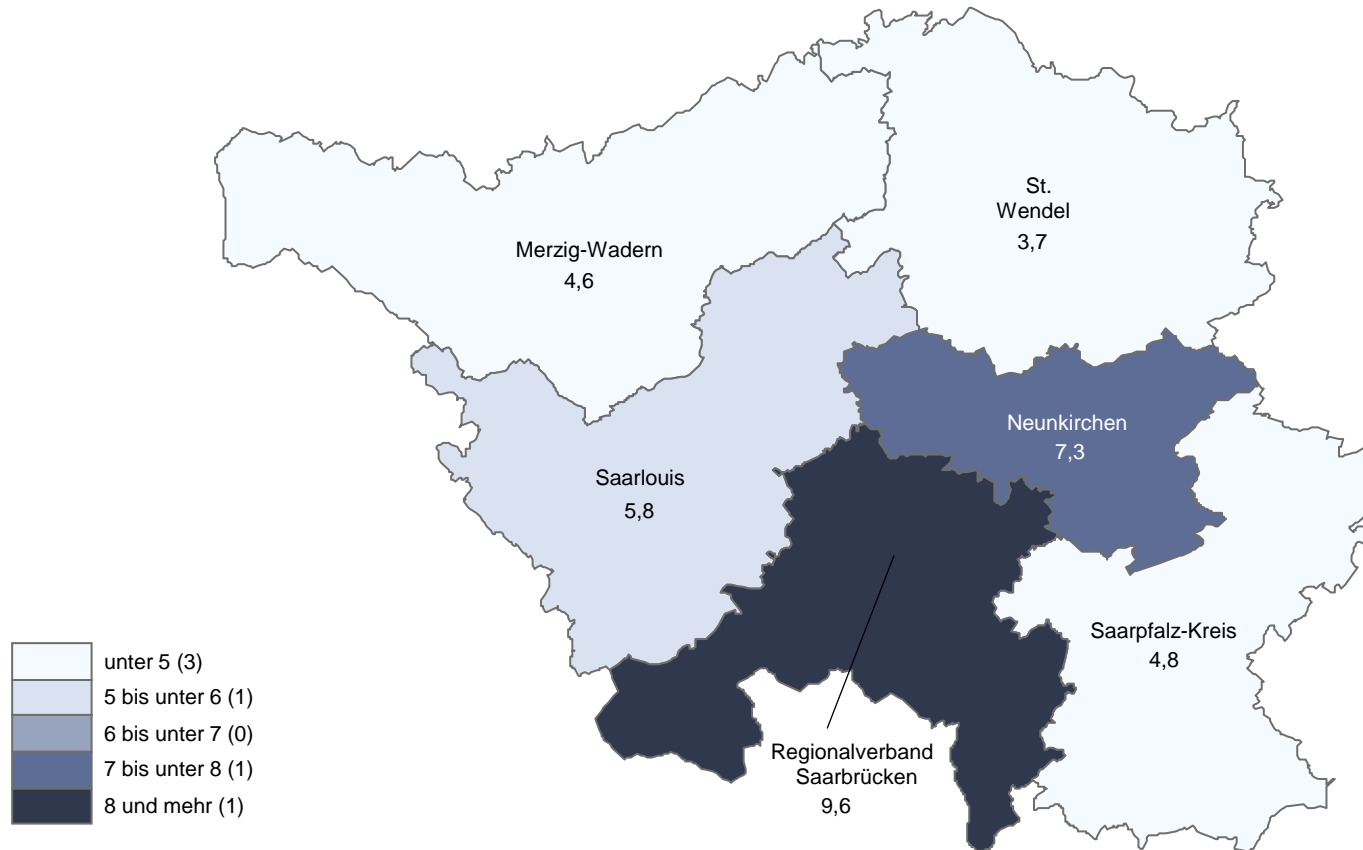 St.
Wendel
3,7
Merzig-Wadern
4,6
Neunkirchen
7,3
Saarlouis
5,8
Saarpfalz-Kreis
4,8
Regionalverband
Saarbrücken
9,6
unter 5 (3)
5 bis unter 6 (1)
6 bis unter 7 (0)
7 bis unter 8 (1)
8 und mehr (1)